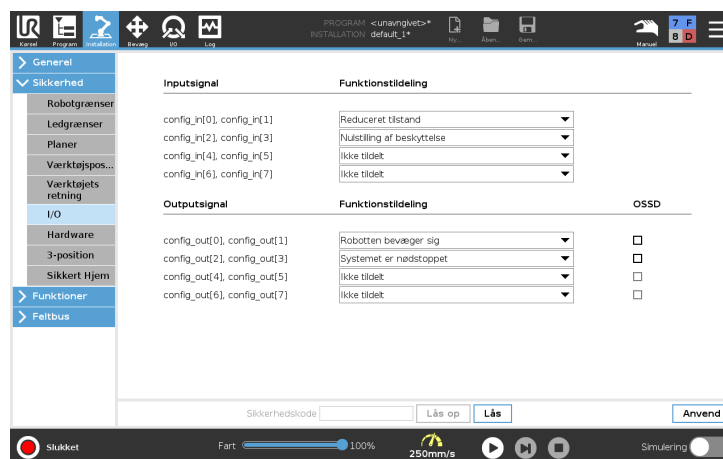 UR
PROGRAM <unavngivet>*
INSTALLATION default_1*
Karsel Program Installation Bevæg I/O Log Ny... Åben... Gem... Manuel
7 F
8 D
Generel
Sikkerhed
Robotgrænser
Ledgrænser
Planer
Værktøjspos...
Værktøjets
retning
I/O
Hardware
3-position
Sikkert Hjem
Funktioner
Feltbus
Inputsignal Funktionstildeling
config_in[0], config_in[1] Reduceret tilstand
config_in[2], config_in[3] Nulstilling af beskyttelse
config_in[4], config_in[5] Ikke tildelt
config_in[6], config_in[7] Ikke tildelt
Outputsignal Funktionstildeling OSSD
config_out[0], config_out[1] Robotten bevæger sig
config_out[2], config_out[3] Systemet er nødstoppet
config_out[4], config_out[5] Ikke tildelt
config_out[6], config_out[7] Ikke tildelt
Sikkerhedskode Lås op Lås Anvend
Slukket Fart 100% 250mm/s Simulering